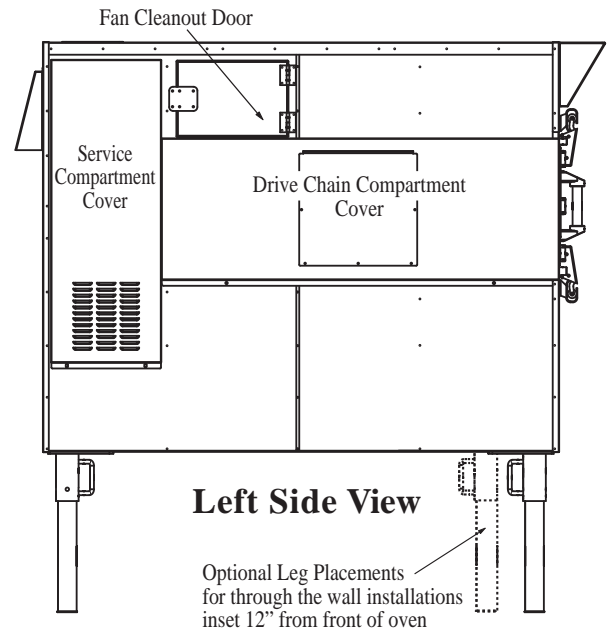 Fan Cleanout Door
Service
Compartment
Cover
Drive Chain Compartment
Cover
Left Side View
Optional Leg Placements
for through the wall installations
inset 12” from front of oven